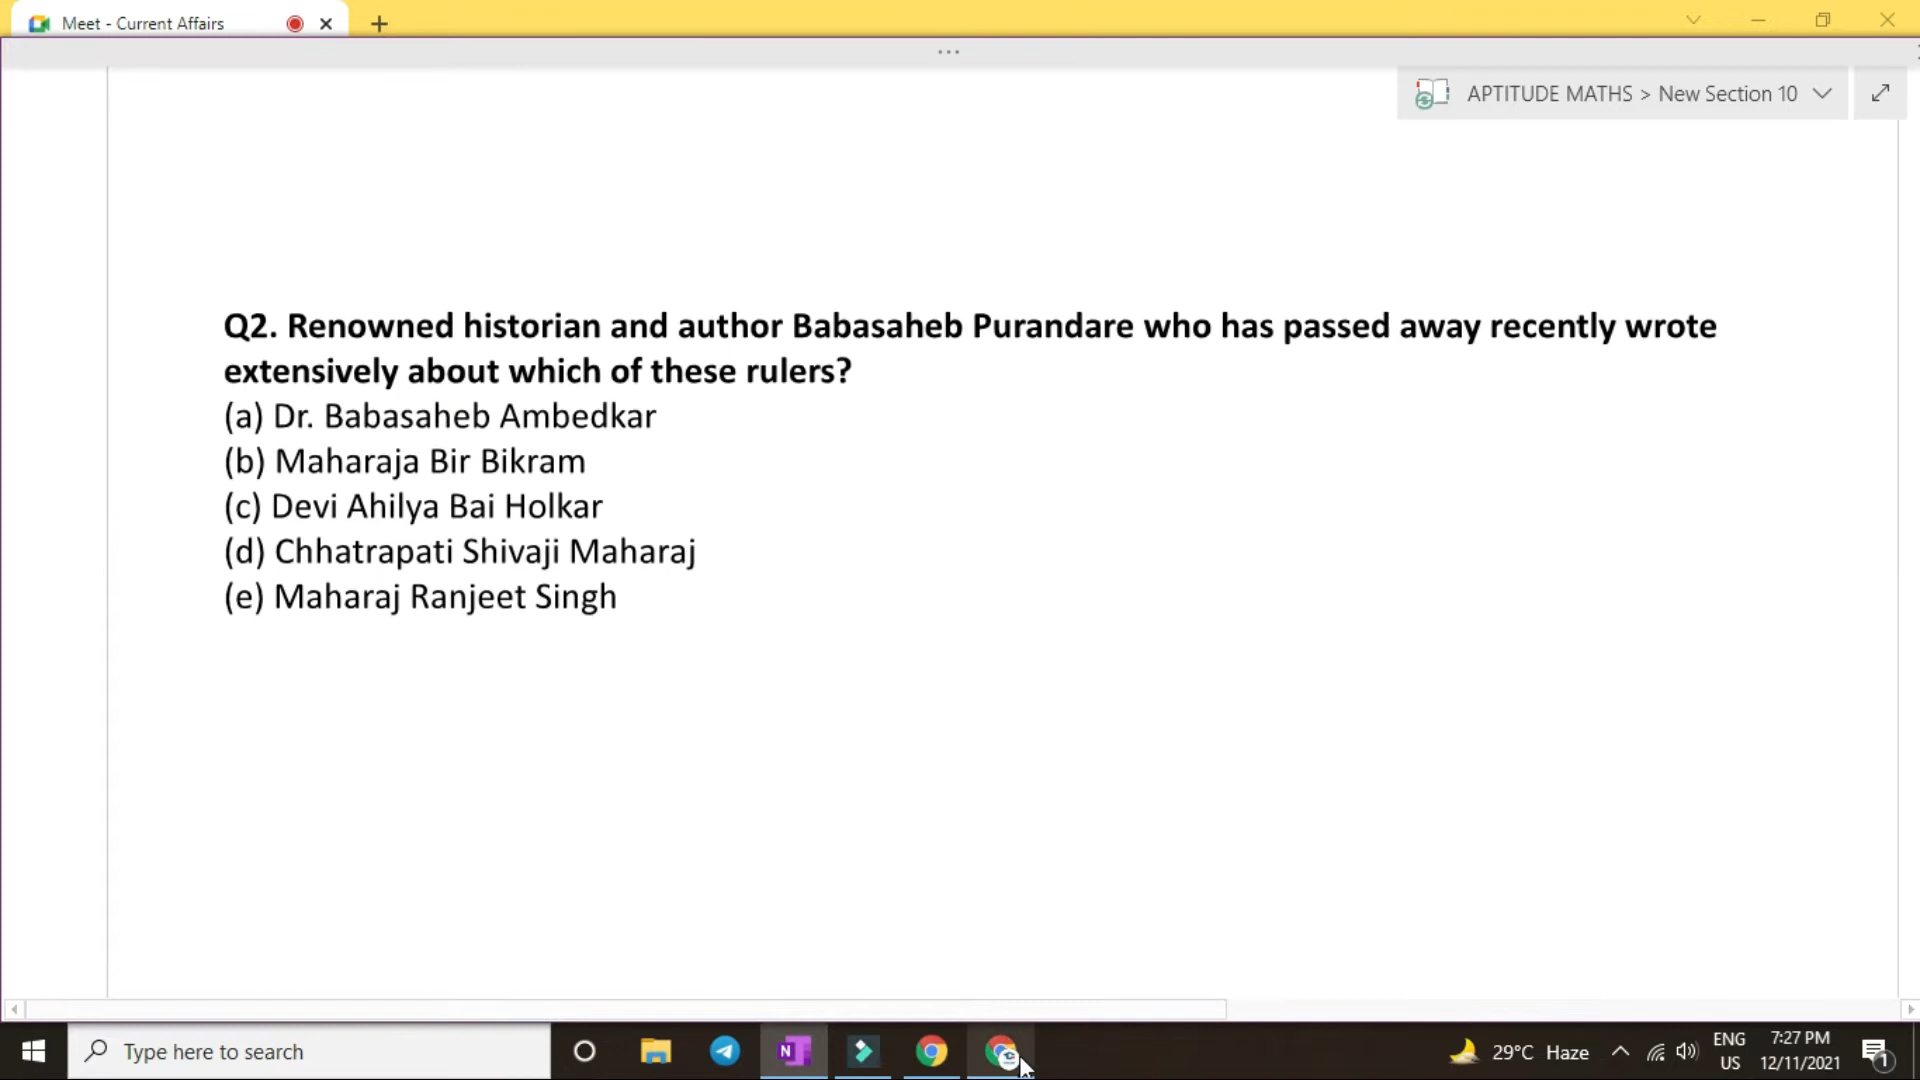 Meet - Current Affairs
APTITUDE MATHS > New Section 10
Q2. Renowned historian and author Babasaheb Purandare who has passed away recently wrote
extensively about which of these rulers?
(a) Dr. Babasaheb Ambedkar
(b) Maharaja Bir Bikram
(c) Devi Ahilya Bai Holkar
(d) Chhatrapati Shivaji Maharaj
(e) Maharaj Ranjeet Singh
Type here to search
N
29°C Haze
ENG
US
7:27 PM
12/11/2021
1